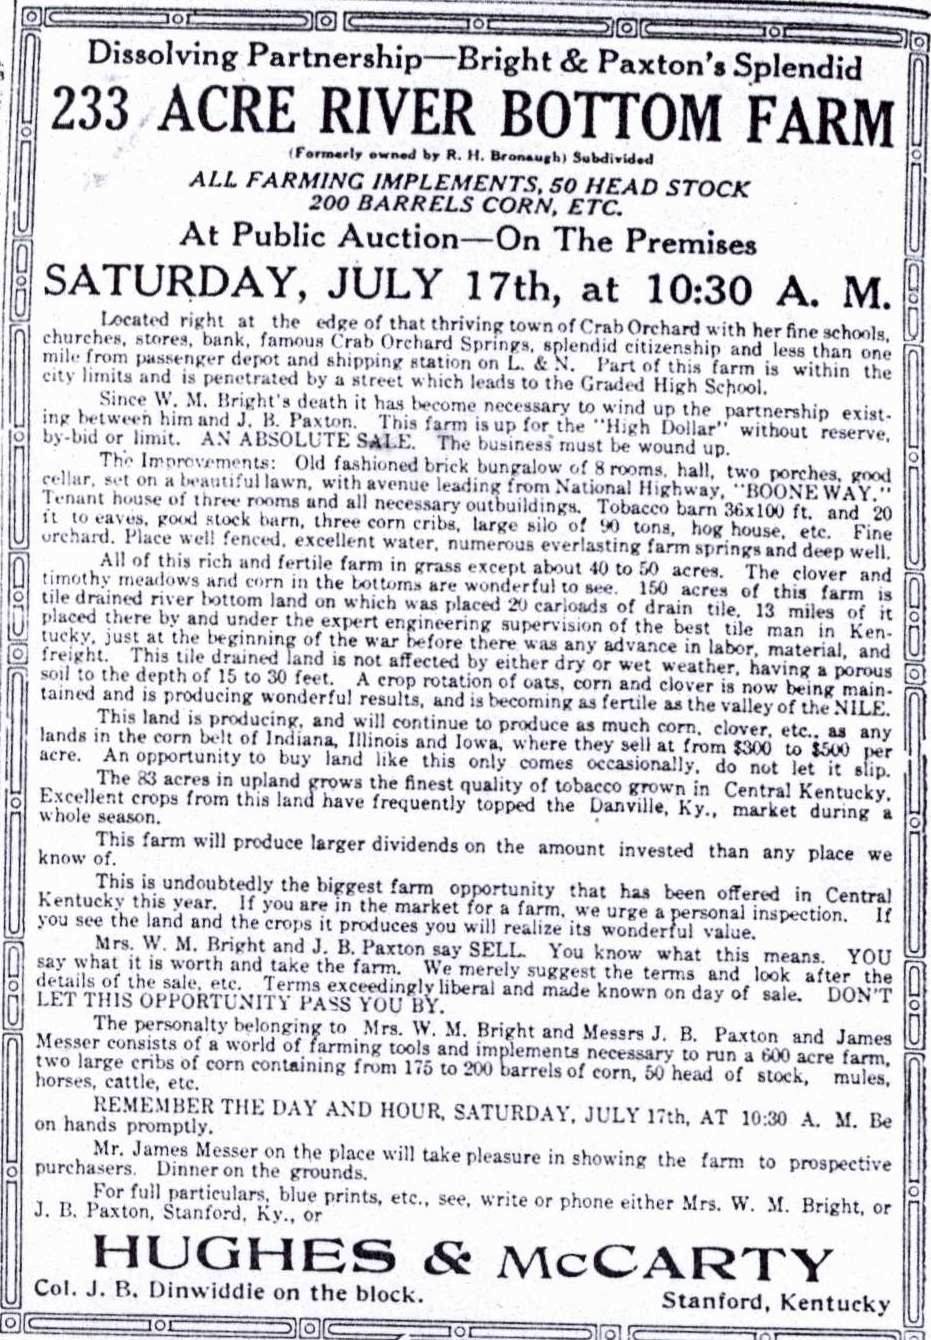 Dissolving Partnership—Bright & Paxton's Splendid
233 ACRE RIVER BOTTOM FARM
(Formerly owned by R. H. Bronaugh) Subdivided
ALL FARMING IMPLEMENTS, 50 HEAD STOCK
200 BARRELS CORN, ETC.
At Public Auction—On The Premises
SATURDAY, JULY 17th, at 10:30 A. M.
Located right at the edge of that thriving town of Crab Orchard with her fine schools,
churches, stores, bank, famous Crab Orchard Springs, splendid citizenship and less than one
mile from passenger depot and shipping station on L. & N. Part of this farm is within the
city limits and is penetrated by a street which leads to the Graded High School.
Since W. M. Bright's death it has become necessary to wind up the partnership exist-
ing between him and J. B. Paxton. This farm is up for the "High Dollar" without reserve,
by-bid or limit. AN ABSOLUTE SALE. The business must be wound up.
The Improvements: Old fashioned brick bungalow of 8 rooms, hall, two porches, good
cellar, set on a beautiful lawn, with avenue leading from National Highway, "BOONE WAY."
Tenant house of three rooms and all necessary outbuildings. Tobacco barn 36x100 ft. and 20
ft to eaves, good stock barn, three corn cribs, large silo of 90 tons, hog house, etc. Fine
orchard. Place well fenced, excellent water, numerous everlasting farm springs and deep well.
All of this rich and fertile farm in grass except about 40 to 50 acres. The clover and
timothy meadows and corn in the bottoms are wonderful to see. 150 acres of this farm is
tile drained river bottom land on which was placed 20 carloads of drain tile, 13 miles of it
placed there by and under the expert engineering supervision of the best tile man in Ken-
tucky, just at the beginning of the war before there was any advance in labor, material, and
freight. This tile drained land is not affected by either dry or wet weather, having a porous
soil to the depth of 15 to 30 feet. A crop rotation of oats, corn and clover is now being main-
tained and is producing wonderful results, and is becoming as fertile as the valley of the NILE.
This land is producing, and will continue to produce as much corn, clover, etc., as any
lands in the corn belt of Indiana, Illinois and Iowa, where they sell at from $300 to $500 per
acre. An opportunity to buy land like this only comes occasionally, do not let it slip.
The 83 acres in upland grows the finest quality of tobacco grown in Central Kentucky.
Excellent crops from this land have frequently topped the Danville, Ky., market during a
whole season.
This farm will produce larger dividends on the amount invested than any place we
know of.
This is undoubtedly the biggest farm opportunity that has been offered in Central
Kentucky this year. If you are in the market for a farm, we urge a personal inspection. If
you see the land and the crops it produces you will realize its wonderful value.
Mrs. W. M. Bright and J. B. Paxton say SELL. You know what this means. YOU
say what it is worth and take the farm. We merely suggest the terms and look after the
details of the sale, etc. Terms exceedingly liberal and made known on day of sale. DON'T
LET THIS OPPORTUNITY PASS YOU BY.
The personalty belonging to Mrs. W. M. Bright and Messrs J. B. Paxton and James
Messer consists of a world of farming tools and implements necessary to run a 600 acre farm,
two large cribs of corn containing from 175 to 200 barrels of corn, 50 head of stock, mules,
horses, cattle, etc.
REMEMBER THE DAY AND HOUR, SATURDAY, JULY 17th, AT 10:30 A. M. Be
on hands promptly.
Mr. James Messer on the place will take pleasure in showing the farm to prospective
purchasers. Dinner on the grounds.
For full particulars, blue prints, etc., see, write or phone either Mrs. W. M. Bright, or
J. B. Paxton, Stanford, Ky., or
HUGHES & McCARTY
Col. J. B. Dinwiddie on the block.
Stanford, Kentucky